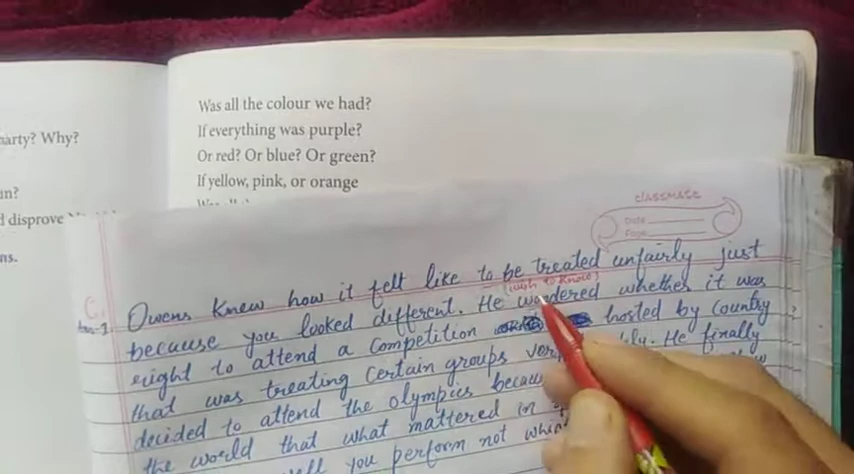 marty? Why?
in?
d disprove
ns.
Was all the colour we had?
If everything was purple?
Or red? Or blue? Or green?
If yellow, pink, or orange
classmate
Date
Page
C.
Ans-1 Owens knew how it felt like to be treated unfairly just
(wish to know)
because you looked different. He wondered whether it was
right to attend a competition hosted by country
that was treating certain groups very He finally
decided to attend the olympics
the world that what mattered in
you perform not